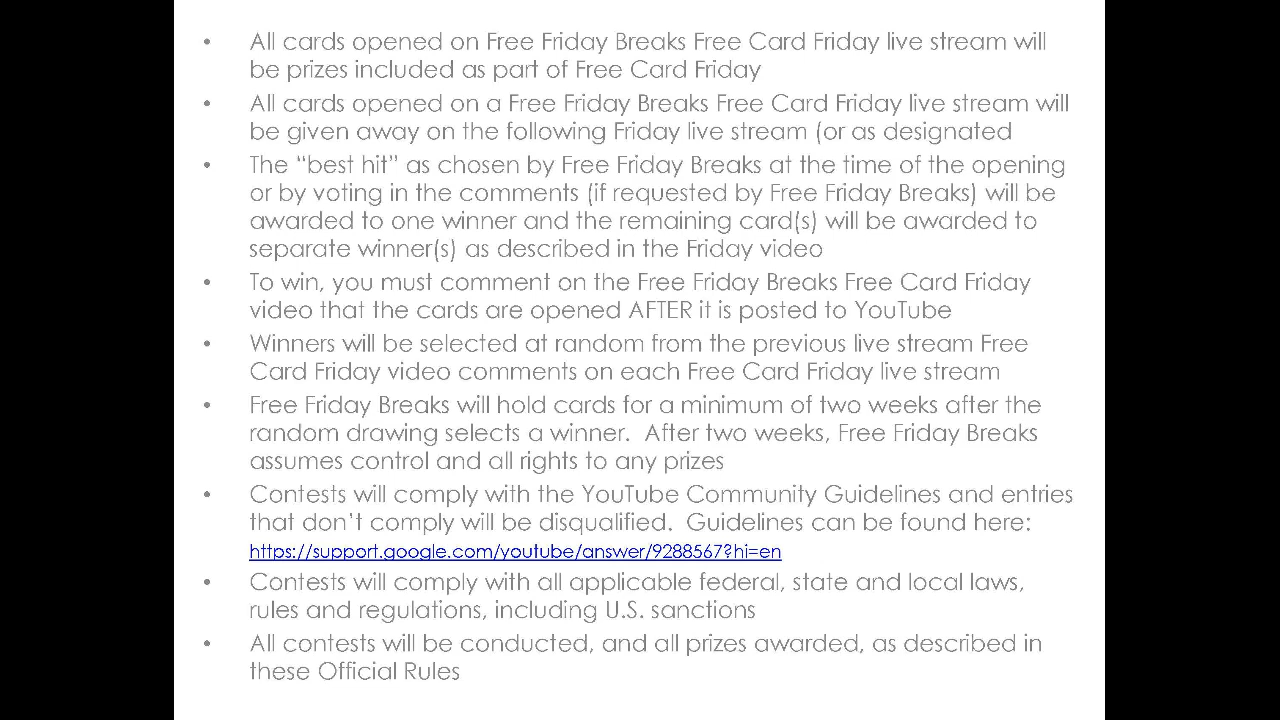 • All cards opened on Free Friday Breaks Free Card Friday live stream will
be prizes included as part of Free Card Friday
• All cards opened on a Free Friday Breaks Free Card Friday live stream will
be given away on the following Friday live stream (or as designated
• The “best hit” as chosen by Free Friday Breaks at the time of the opening
or by voting in the comments (if requested by Free Friday Breaks) will be
awarded to one winner and the remaining card(s) will be awarded to
separate winner(s) as described in the Friday video
• To win, you must comment on the Free Friday Breaks Free Card Friday
video that the cards are opened AFTER it is posted to YouTube
• Winners will be selected at random from the previous live stream Free
Card Friday video comments on each Free Card Friday live stream
• Free Friday Breaks will hold cards for a minimum of two weeks after the
random drawing selects a winner.  After two weeks, Free Friday Breaks
assumes control and all rights to any prizes
• Contests will comply with the YouTube Community Guidelines and entries
that don’t comply will be disqualified.  Guidelines can be found here:
https://support.google.com/youtube/answer/9288567?hl=en
• Contests will comply with all applicable federal, state and local laws,
rules and regulations, including U.S. sanctions
• All contests will be conducted, and all prizes awarded, as described in
these Official Rules